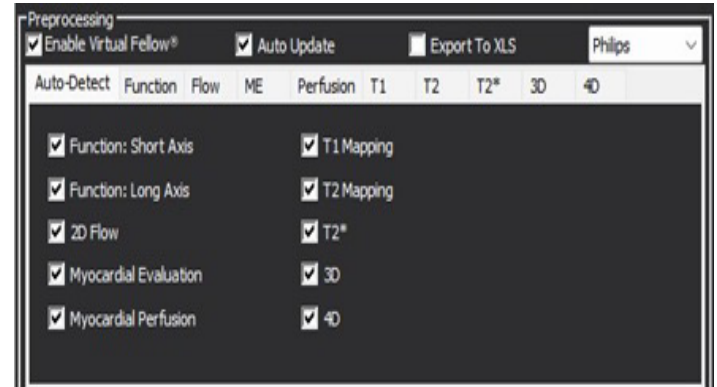 Preprocessing
Enable Virtual Fellow® Auto Update Export To XLS Philips
Auto-Detect Function Flow ME Perfusion T1 T2 T2* 3D 4D
Function: Short Axis T1 Mapping
Function: Long Axis T2 Mapping
2D Flow T2*
Myocardial Evaluation 3D
Myocardial Perfusion 4D